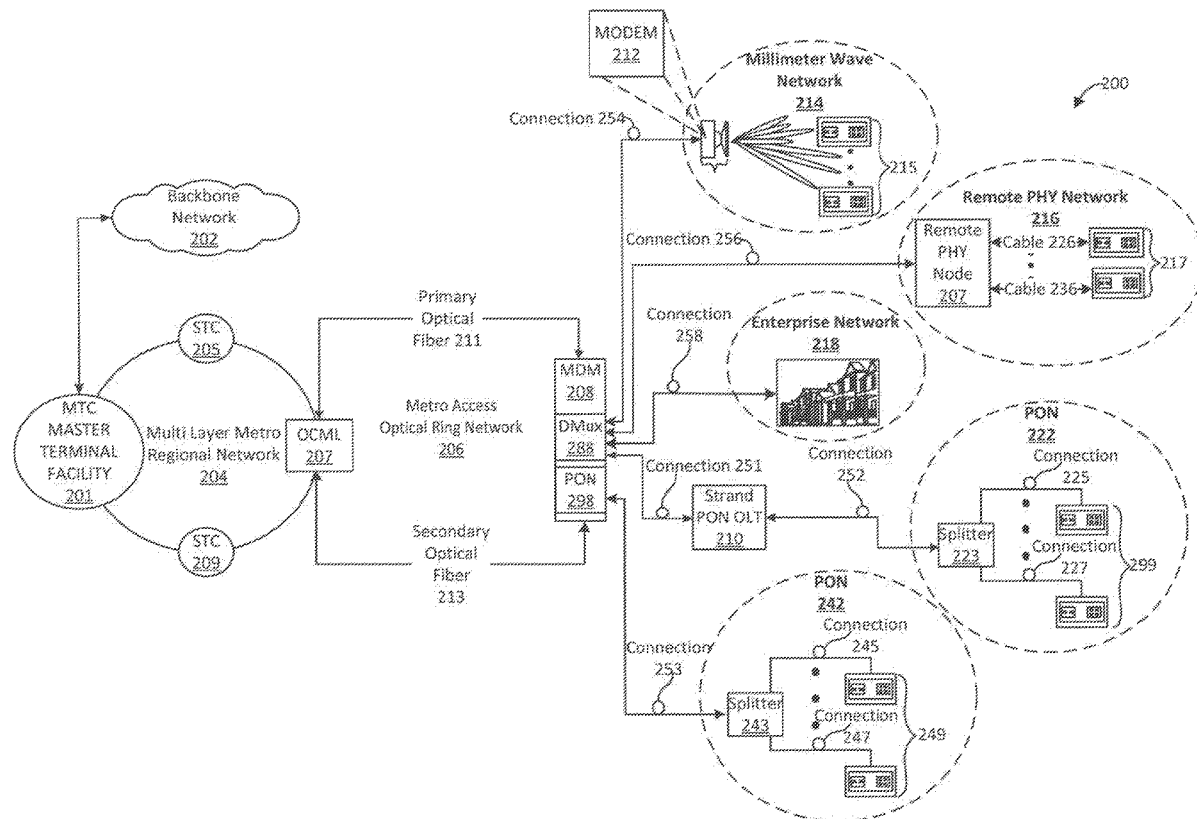 MODEM
212
Millimeter Wave
Network
214
200
Connection 254
215
Backbone
Network
202
Remote PHY Network
216
Connection 256
Remote
PHY
Node
207
Cable 226
Cable 236
217
Primary
Optical
Fiber 211
Connection
258
Enterprise Network
218
STC
205
MDM
208
MTC
MASTER
TERMINAL
FACILITY
201
Multi Layer Metro
Regional Network
204
OCML
207
Metro Access
Optical Ring Network
206
DMux
288
PON
298
Connection 251
Connection
252
PON
222
Connection
225
Strand
PON OLT
210
Splitter
223
Connection
227
299
STC
209
Secondary
Optical
Fiber
213
PON
242
Connection
245
Connection
253
Splitter
243
Connection
247
249